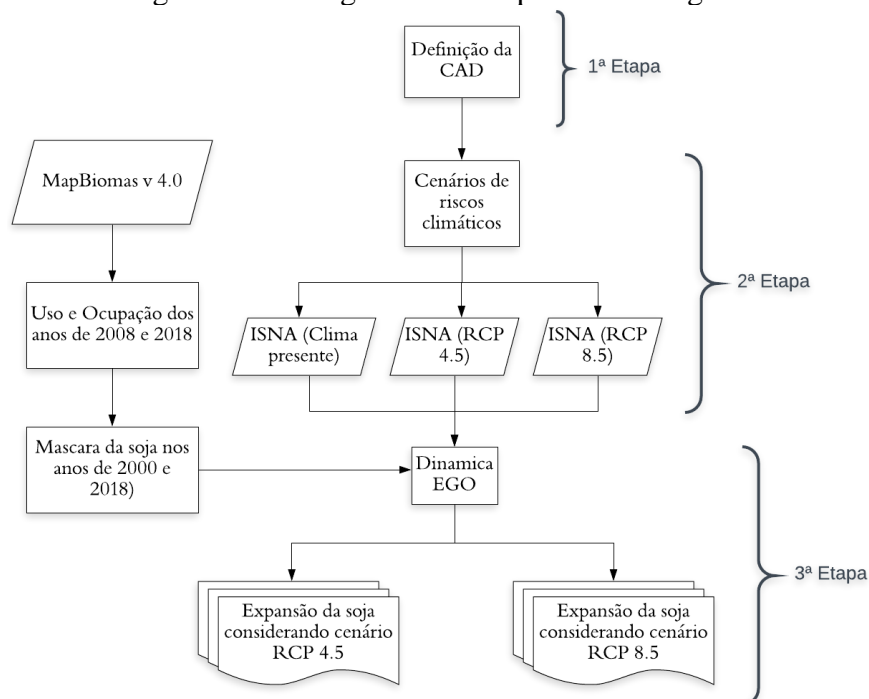 Definição da
CAD
1ª Etapa
MapBiomas v 4.0
Cenários de
riscos
climáticos
2ª Etapa
Uso e Ocupação dos
anos de 2008 e 2018
ISNA (Clima
presente)
ISNA (RCP
4.5)
ISNA (RCP
8.5)
Mascara da soja nos
anos de 2000 e
2018)
Dinamica
EGO
3ª Etapa
Expansão da soja
considerando cenário
RCP 4.5
Expansão da soja
considerando cenário
RCP 8.5